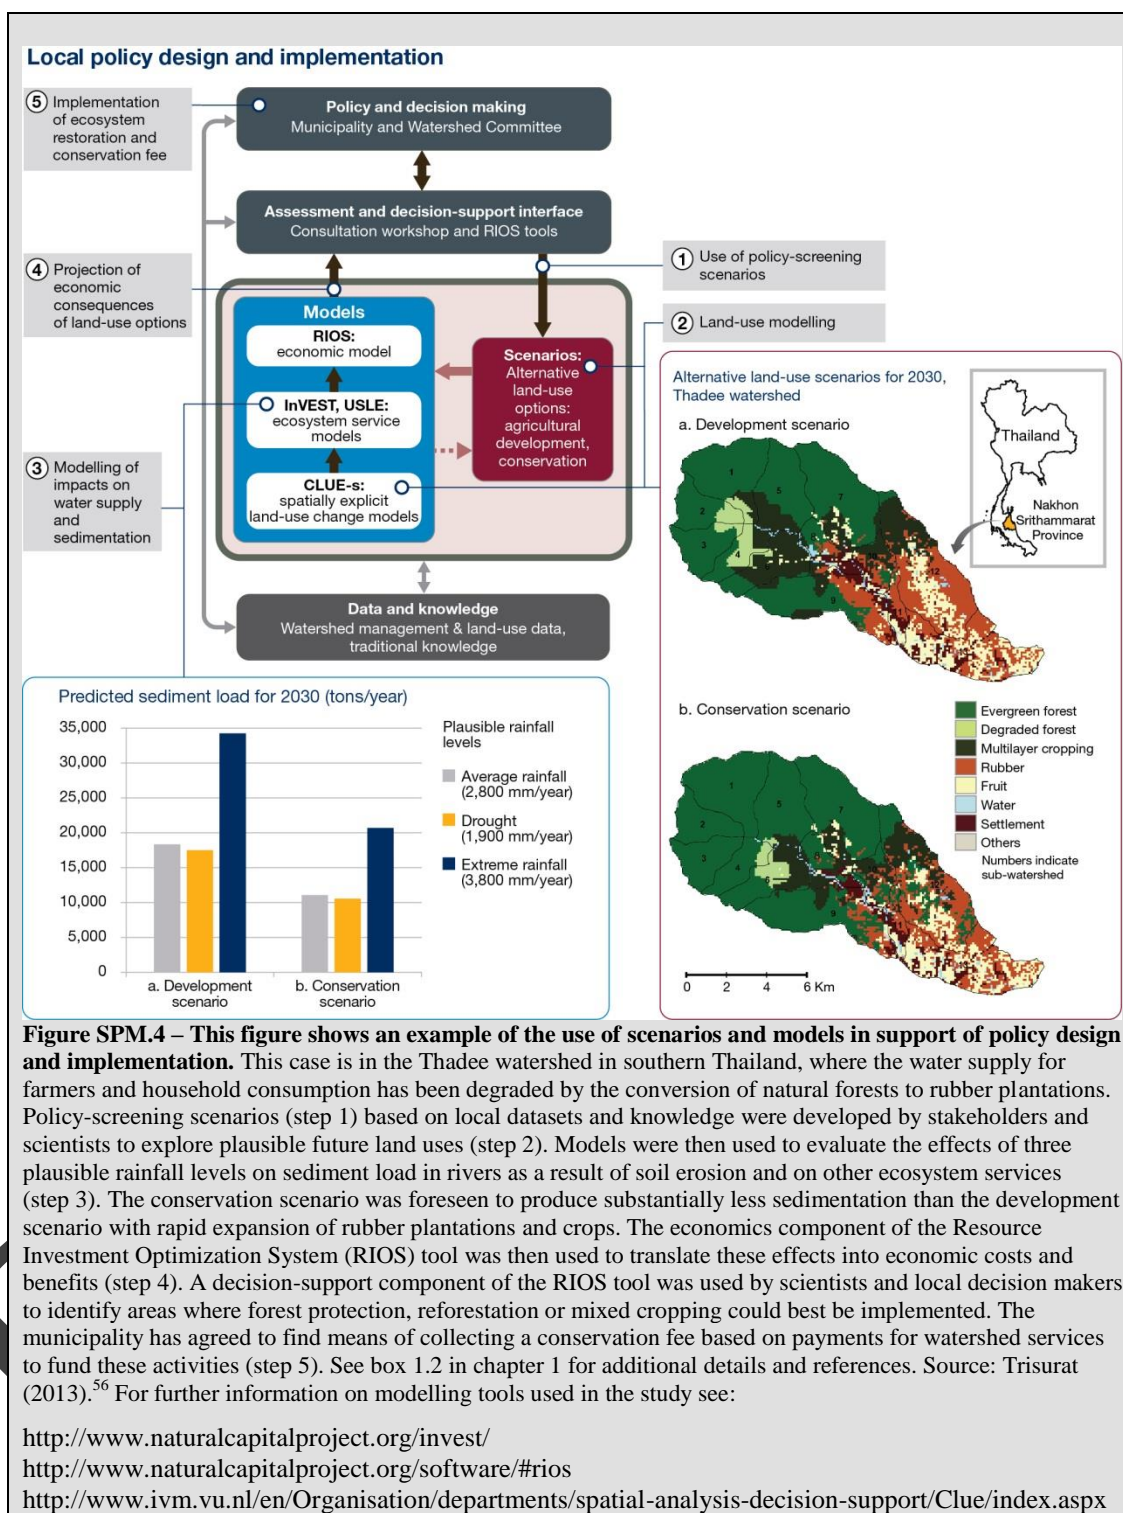 Local policy design and implementation
5 Implementation
of ecosystem
restoration and
conservation fee
Policy and decision making
Municipality and Watershed Committee
Assessment and decision-support interface
Consultation workshop and RIOS tools
4 Projection of
economic
consequences
of land-use options
1 Use of policy-screening
scenarios
2 Land-use modelling
Models
RIOS:
economic model
InVEST, USLE:
ecosystem service
models
CLUE-s:
spatially explicit
land-use change models
Scenarios:
Alternative
land-use
options:
agricultural
development,
conservation
3 Modelling of
impacts on
water supply
and
sedimentation
Data and knowledge
Watershed management & land-use data,
traditional knowledge
Alternative land-use scenarios for 2030,
Thadee watershed
a. Development scenario
1
5
7
2
3
4
9
12
Thailand
Nakhon
Srithammarat
Province
b. Conservation scenario
1
5
7
2
3
4
9
Evergreen forest
Degraded forest
Multilayer cropping
Rubber
Fruit
Water
Settlement
Others
Numbers indicate
sub-watershed
0 2 4 6 Km
Predicted sediment load for 2030 (tons/year)
35,000
30,000
25,000
20,000
15,000
10,000
5,000
0
a. Development
scenario
b. Conservation
scenario
Plausible rainfall
levels
Average rainfall
(2,800 mm/year)
Drought
(1,900 mm/year)
Extreme rainfall
(3,800 mm/year)
Figure SPM.4 – This figure shows an example of the use of scenarios and models in support of policy design
and implementation. This case is in the Thadee watershed in southern Thailand, where the water supply for
farmers and household consumption has been degraded by the conversion of natural forests to rubber plantations.
Policy-screening scenarios (step 1) based on local datasets and knowledge were developed by stakeholders and
scientists to explore plausible future land uses (step 2). Models were then used to evaluate the effects of three
plausible rainfall levels on sediment load in rivers as a result of soil erosion and on other ecosystem services
(step 3). The conservation scenario was foreseen to produce substantially less sedimentation than the development
scenario with rapid expansion of rubber plantations and crops. The economics component of the Resource
Investment Optimization System (RIOS) tool was then used to translate these effects into economic costs and
benefits (step 4). A decision-support component of the RIOS tool was used by scientists and local decision makers
to identify areas where forest protection, reforestation or mixed cropping could best be implemented. The
municipality has agreed to find means of collecting a conservation fee based on payments for watershed services
to fund these activities (step 5). See box 1.2 in chapter 1 for additional details and references. Source: Trisurat
(2013).56 For further information on modelling tools used in the study see:
http://www.naturalcapitalproject.org/invest/
http://www.naturalcapitalproject.org/software/#rios
http://www.ivm.vu.nl/en/Organisation/departments/spatial-analysis-decision-support/Clue/index.aspx